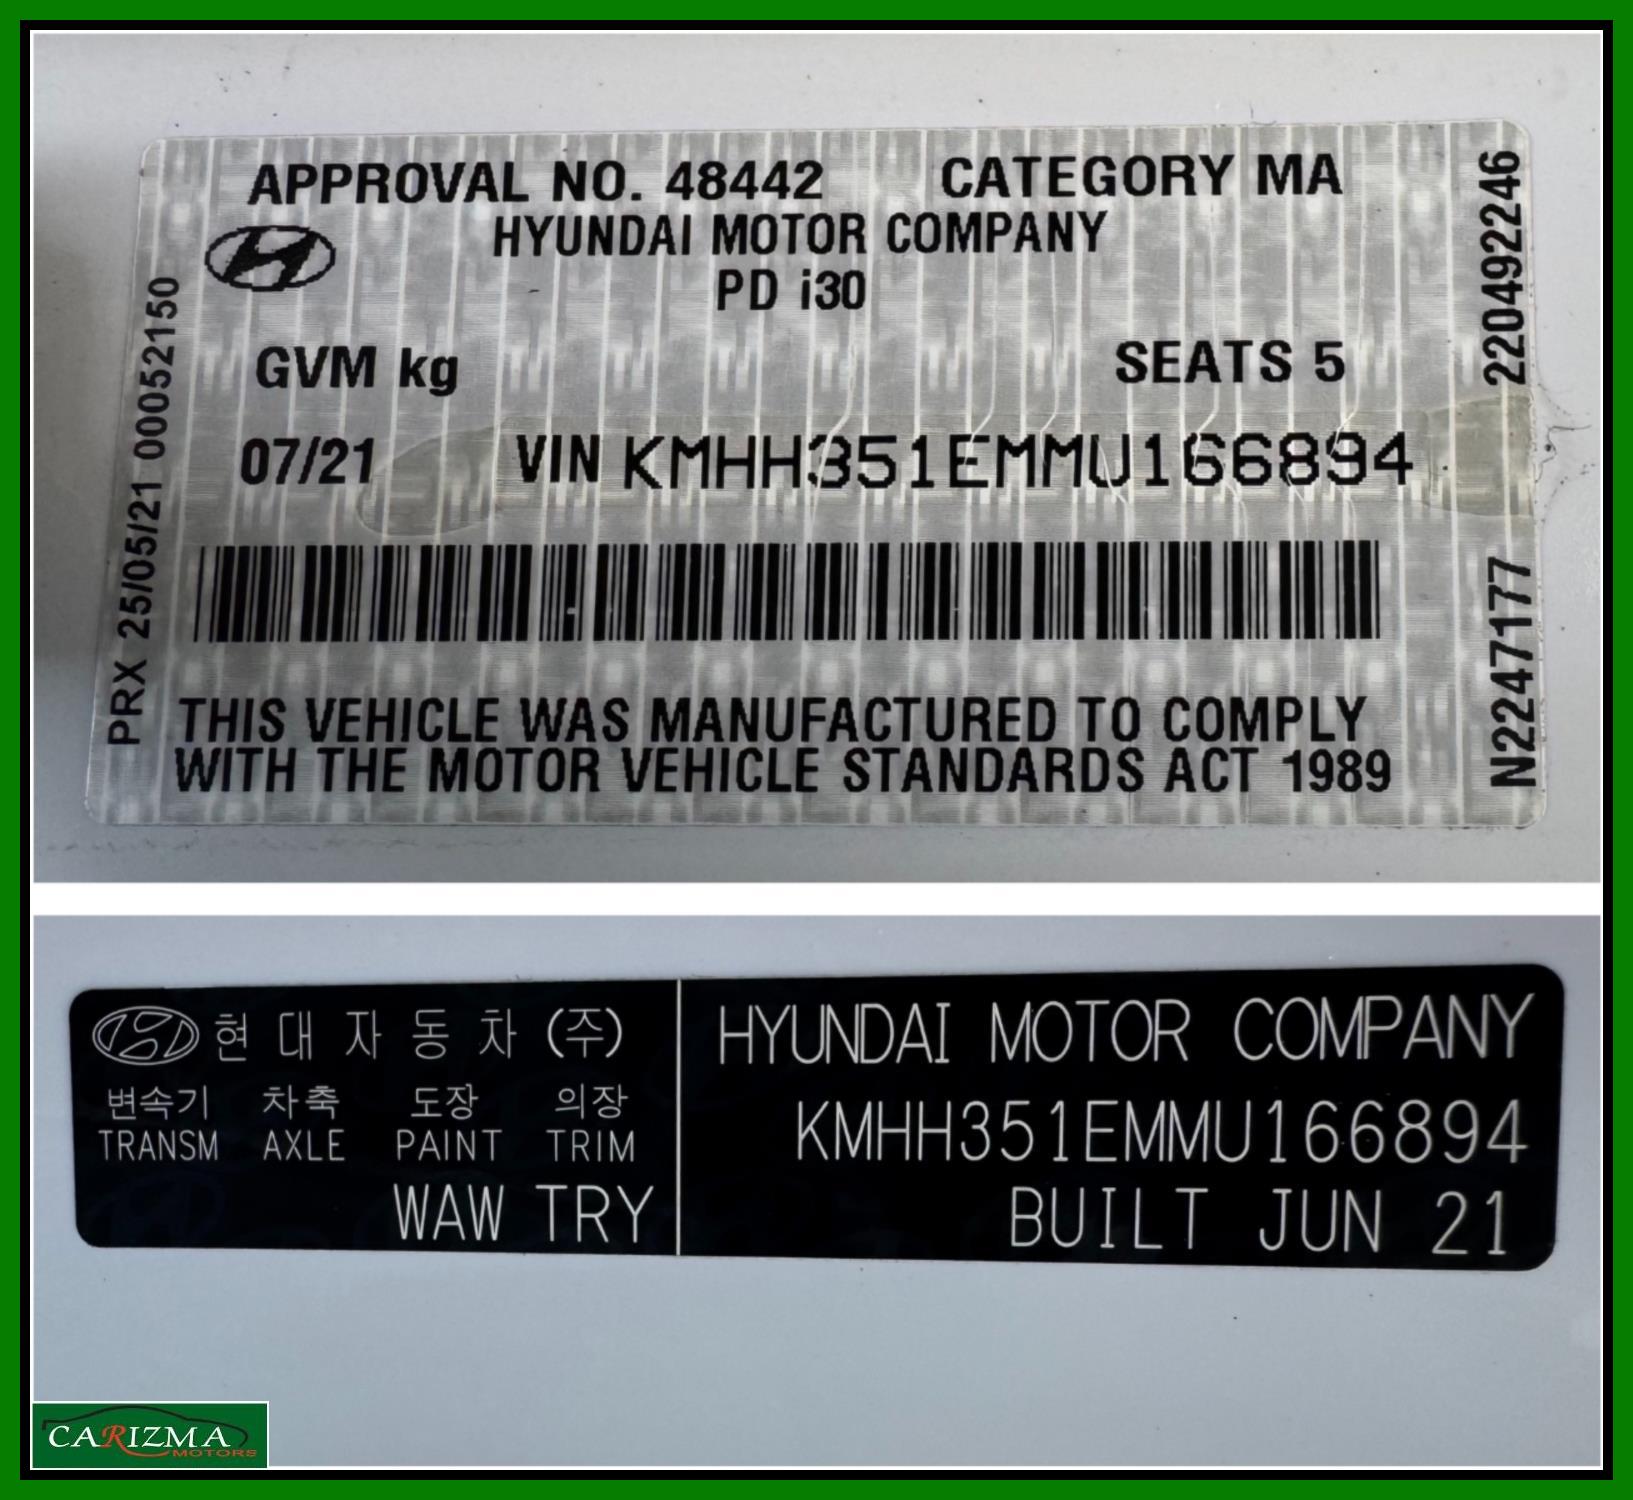 APPROVAL NO. 48442 CATEGORY MA
HYUNDAI MOTOR COMPANY
PD i30
GVM kg SEATS 5
07/21 VIN KMHH351EMMU166894
THIS VEHICLE WAS MANUFACTURED TO COMPLY
WITH THE MOTOR VEHICLE STANDARDS ACT 1989
PRX 25/05/21 00052150
N2247177 2204922246
현대자동차 (주)
변속기 차축 도장 의장
TRANSM AXLE PAINT TRIM
WAW TRY
HYUNDAI MOTOR COMPANY
KMHH351EMMU166894
BUILT JUN 21
CARIZMA
MOTORS